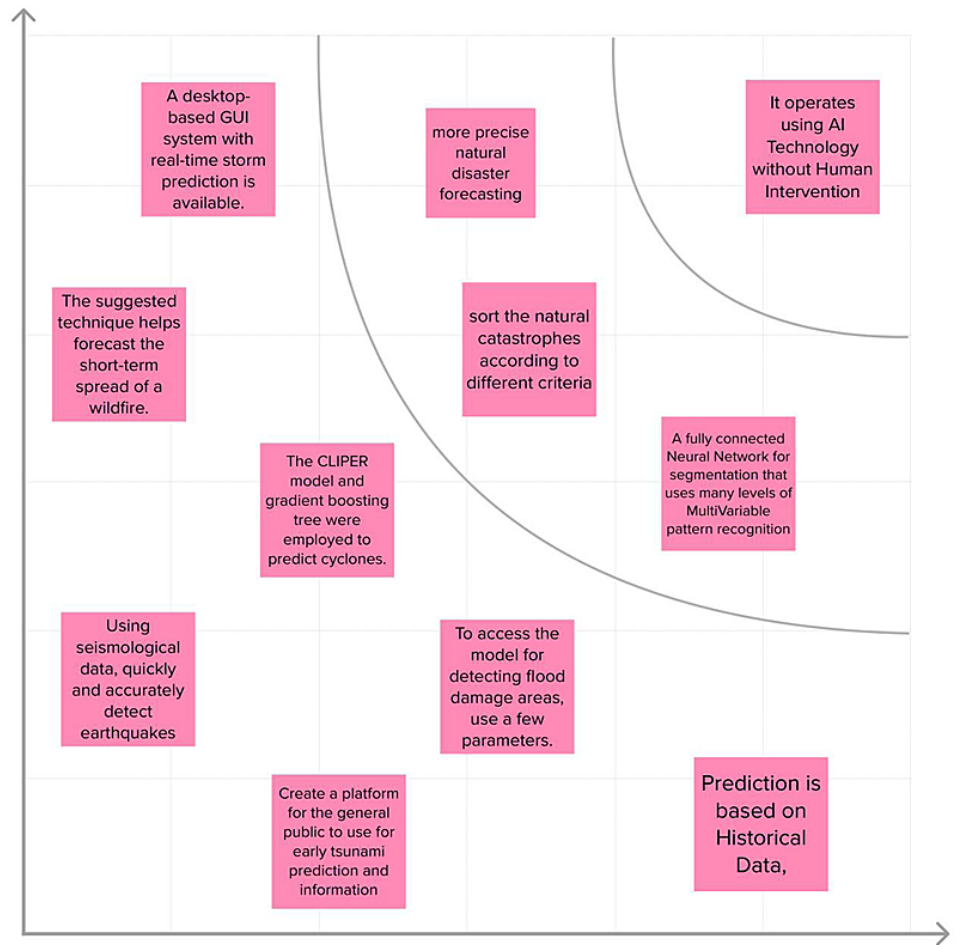 A desktop-
based GUI
system with
real-time storm
prediction is
available.
more precise
natural
disaster
forecasting
It operates
using AI
Technology
without Human
Intervention
The suggested
technique helps
forecast the
short-term
spread of a
wildfire.
sort the natural
catastrophes
according to
different criteria
The CLIPER
model and
gradient boosting
tree were
employed to
predict cyclones.
A fully connected
Neural Network for
segmentation that
uses many levels of
MultiVariable
pattern recognition
Using
seismological
data, quickly
and accurately
detect
earthquakes
To access the
model for
detecting flood
damage areas,
use a few
parameters.
Create a platform
for the general
public to use for
early tsunami
prediction and
information
Prediction is
based on
Historical
Data,